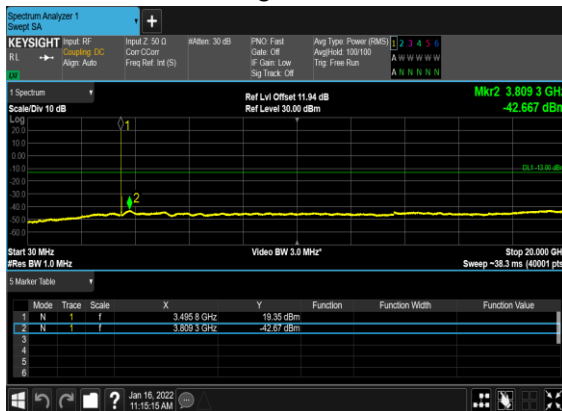 Spectrum Analyzer 1
Swept SA
KEYSIGHT Input: RF Input Z: 50 Ω #Atten: 30 dB PNO: Fast Avg Type: Power (RMS) 1 2 3 4 5 6
RL Coupling: DC Corr CCorr Gate: Off Avg|Hold: 100/100 A W W W W W
Align: Auto Freq Ref: Int (S) IF Gain: Low Trig: Free Run
Sig Track: Off A N N N N N
1 Spectrum
Ref Lvl Offset 11.94 dB Mkr2 3.809 3 GHz
Scale/Div 10 dB Ref Level 30.00 dBm -42.667 dBm
Log
20.0 1
10.0
0.00
-10.0 DL1 -13.00 dBm
-20.0
-30.0
-40.0 2
-50.0
-60.0
Start 30 MHz Video BW 3.0 MHz* Stop 20.000 GHz
#Res BW 1.0 MHz Sweep ~38.3 ms (40001 pts)
5 Marker Table
Mode Trace Scale X Y Function Function Width Function Value
1 N 1 f 3.495 8 GHz 19.35 dBm
2 N 1 f 3.809 3 GHz -42.67 dBm
3
4
5
6
? Jan 16, 2022
11:15:15 AM